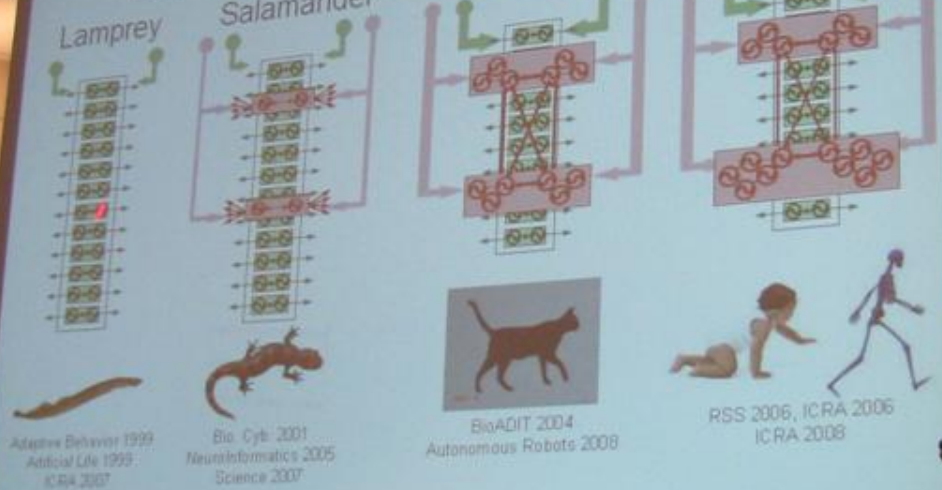 Lamprey
Salamander
Adaptive Behavior 1999
Artificial Life 1999
ICRA 2007
Bio. Cyb. 2001
NeuroInformatics 2005
Science 2007
BioADIT 2004
Autonomous Robots 2008
RSS 2006, ICRA 2006
ICRA 2008